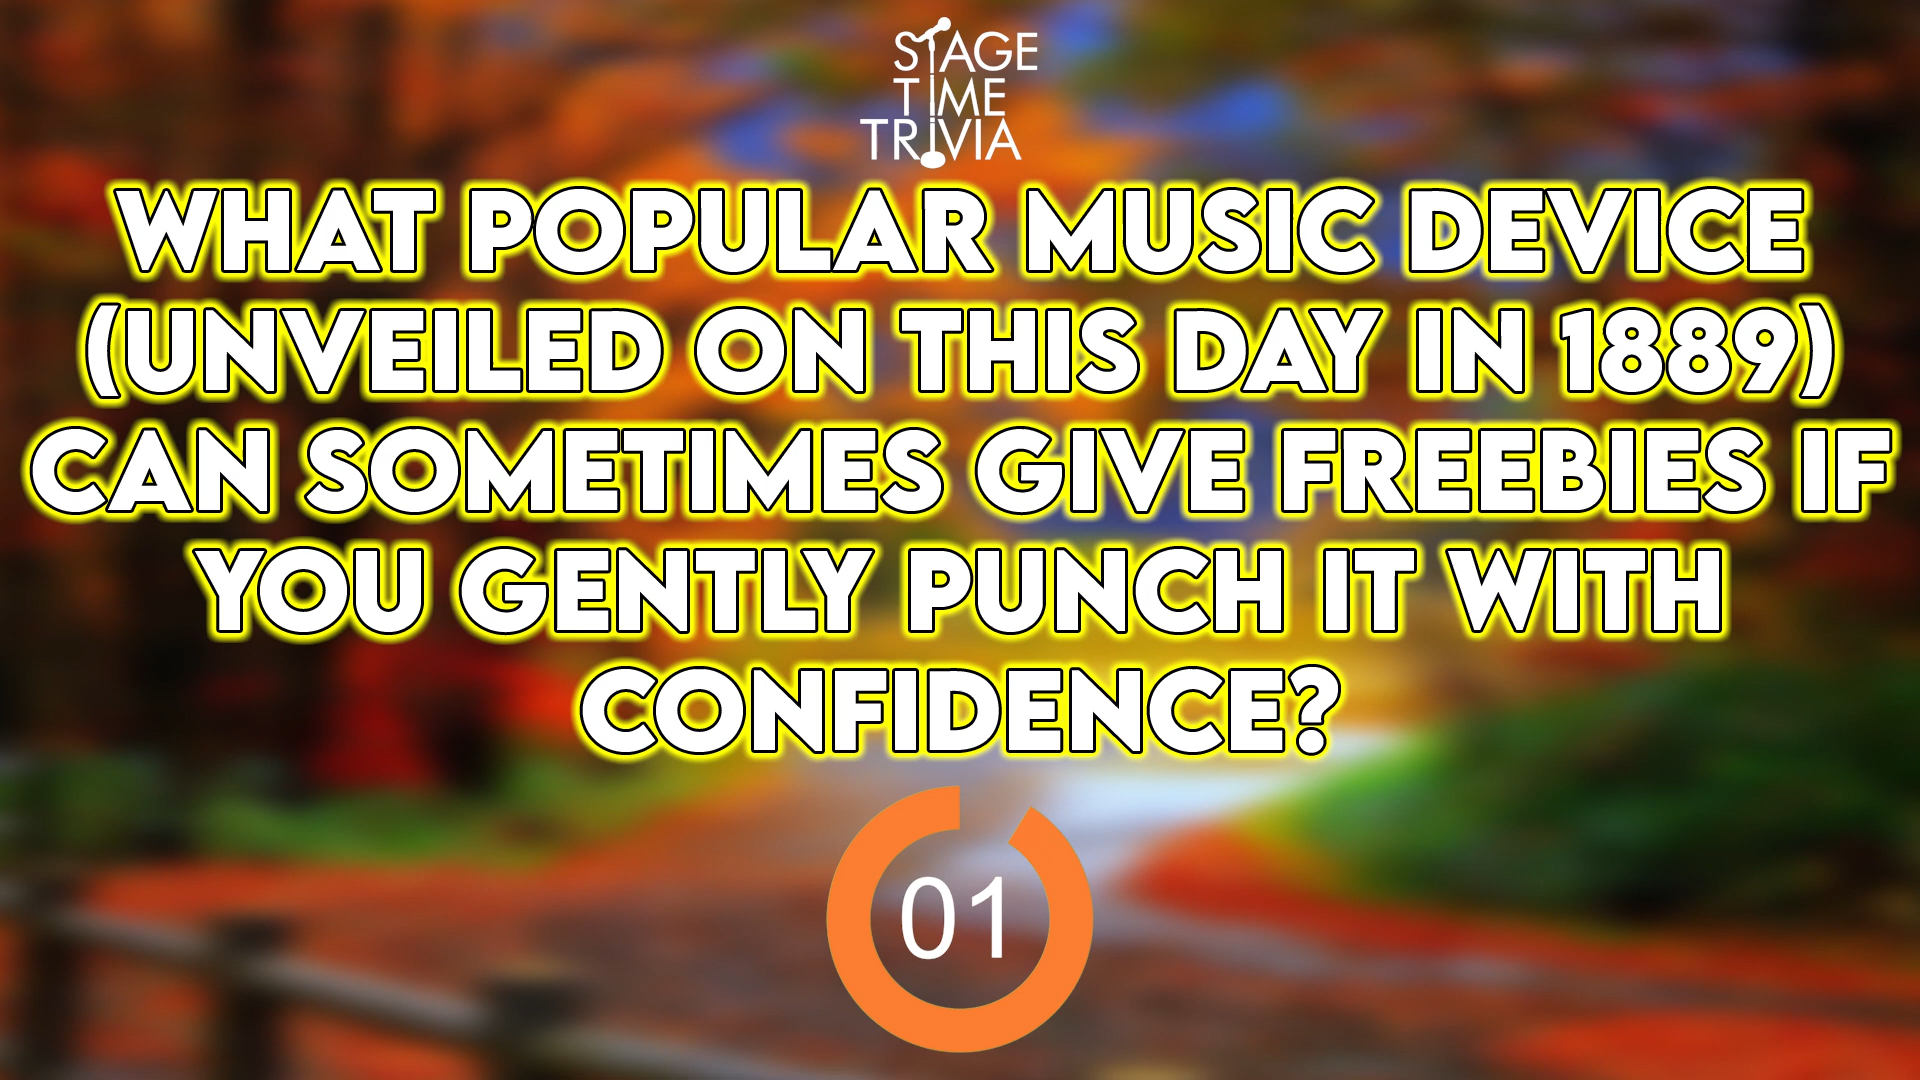 STAGE
TIME
TRIVIA
WHAT POPULAR MUSIC DEVICE
(UNVEILED ON THIS DAY IN 1889)
CAN SOMETIMES GIVE FREEBIES IF
YOU GENTLY PUNCH IT WITH
CONFIDENCE?
01